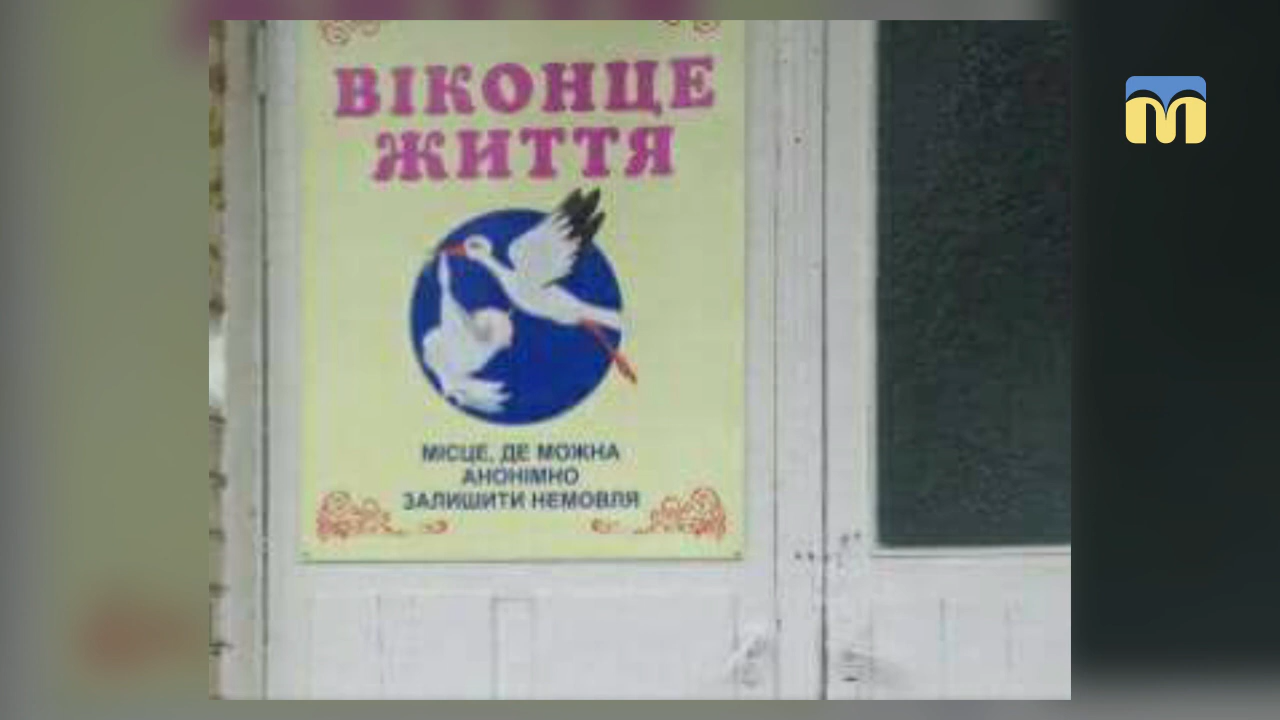 ВІКОНЦЕ
ЖИТТЯ
МІСЦЕ, ДЕ МОЖНА
АНОНІМНО
ЗАЛИШИТИ НЕМОВЛЯ